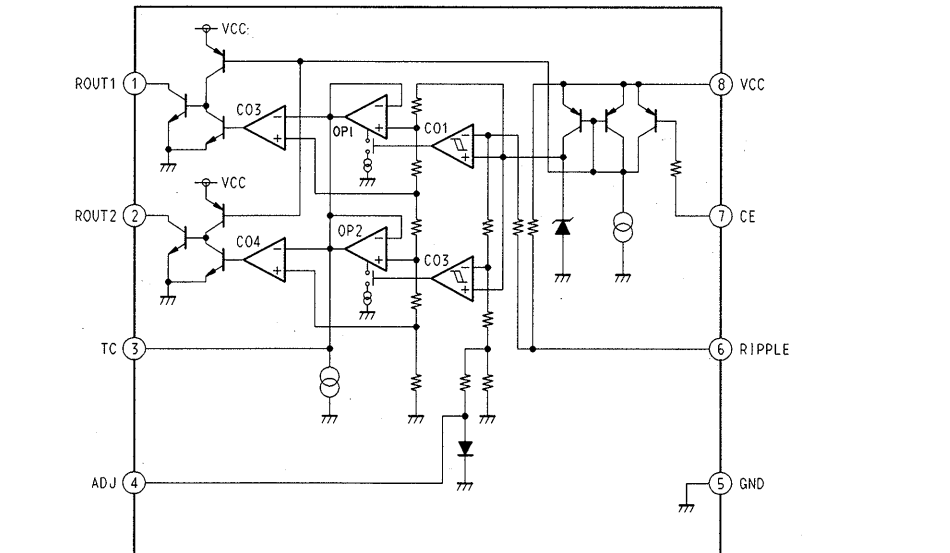 VCC
ROUT1 1
8 VCC
CO3
OP1
CO1
VCC
ROUT2 2
7 CE
CO4
OP2
CO3
TC 3
6 RIPPLE
ADJ 4
5 GND